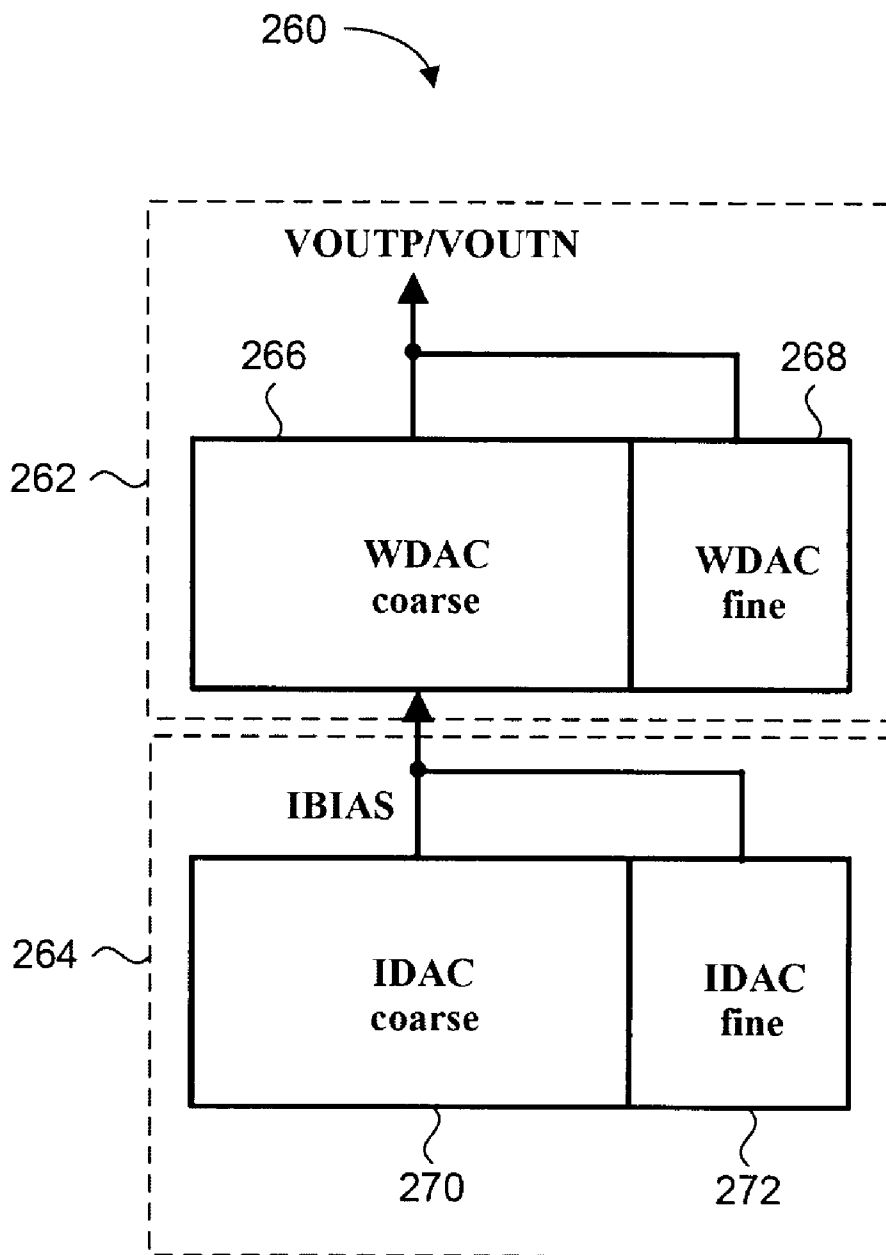 260
VOUTP/VOUTN
266
268
262
WDAC
coarse
WDAC
fine
IBIAS
264
IDAC
coarse
IDAC
fine
270
272